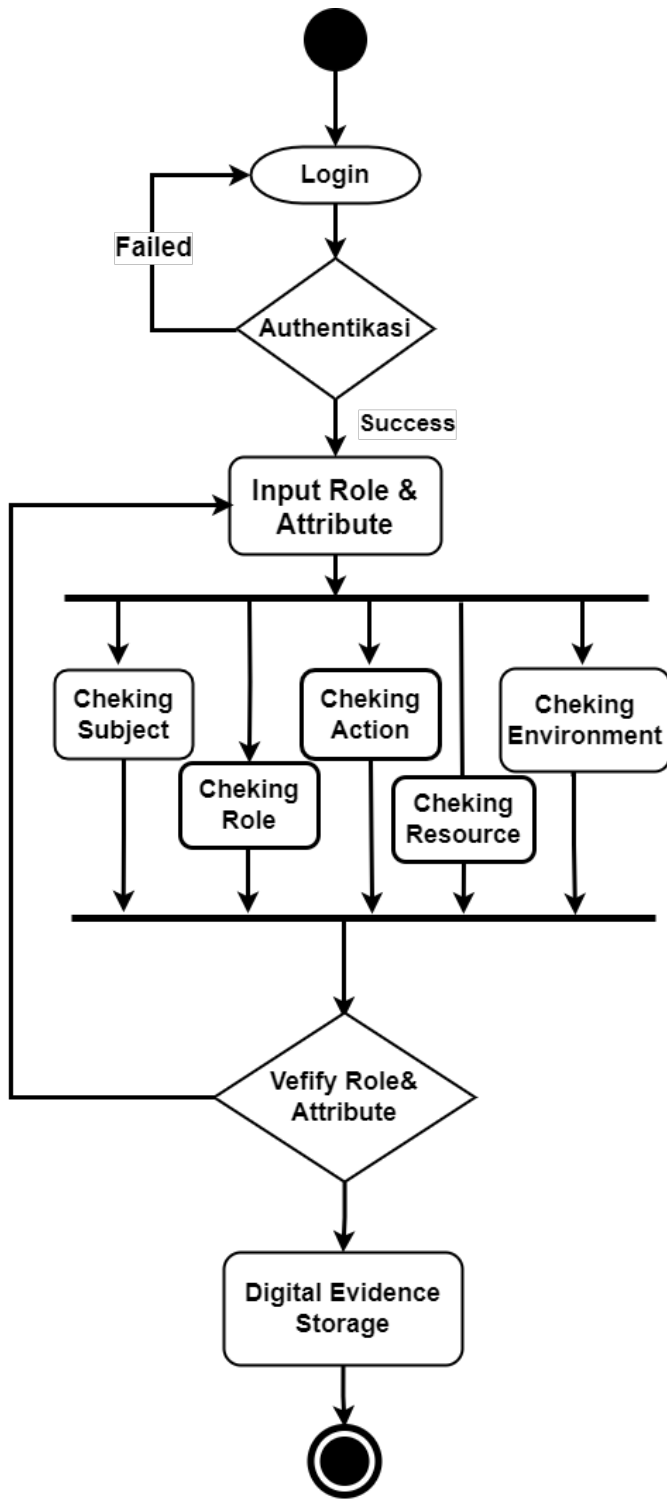 Login
Failed
Authentikasi
Success
Input Role &
Attribute
Cheking
Subject
Cheking
Role
Cheking
Action
Cheking
Resource
Cheking
Environment
Vefify Role&
Attribute
Digital Evidence
Storage